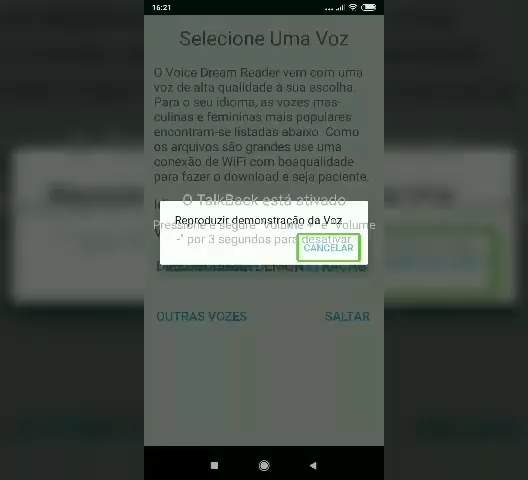 16:21
Selecione Uma Voz
O Voice Dream Reader vem com uma
voz de alta qualidade à sua escolha.
Para o seu idioma, as vozes mas-
culinas e femininas mais populares
encontram-se listadas abaixo. Como
os arquivos são grandes use uma
conexão de WiFi com boaqualidade
para fazer o download e seja paciente.
O TalkBack está ativado
Reproduzir demonstração da Voz
Pressione e segure "Volume +" e "Volume
-" por 3 segundos para desativar
CANCELAR
OUTRAS VOZES
SALTAR